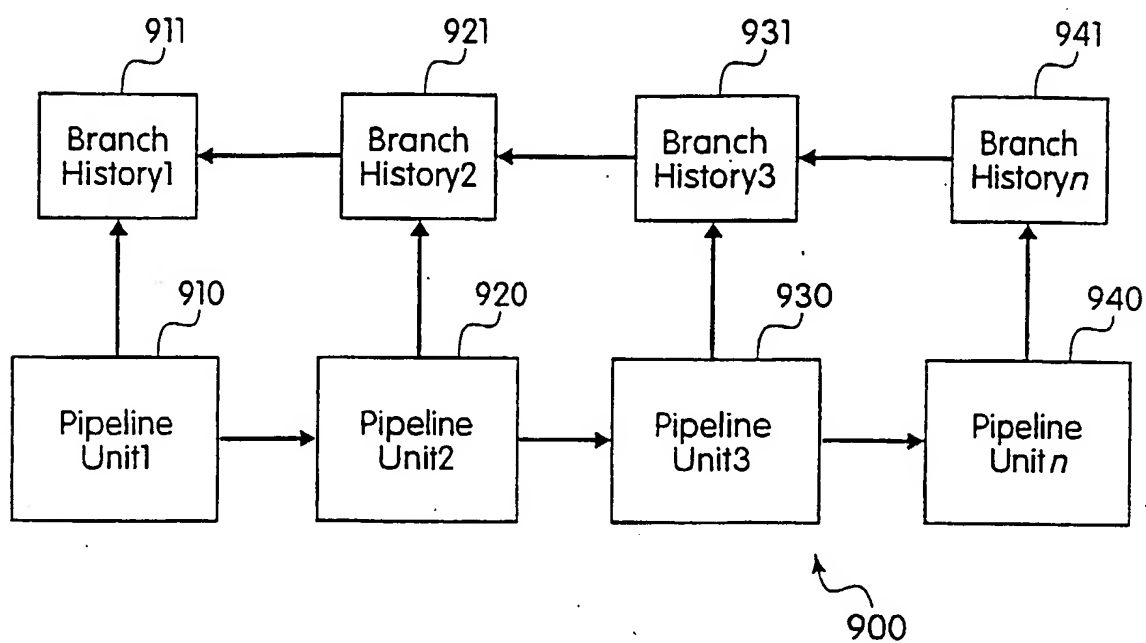 911
921
931
941
Branch
History1
Branch
History2
Branch
History3
Branch
Historyn
910
920
930
940
Pipeline
Unit1
Pipeline
Unit2
Pipeline
Unit3
Pipeline
Unitn
900